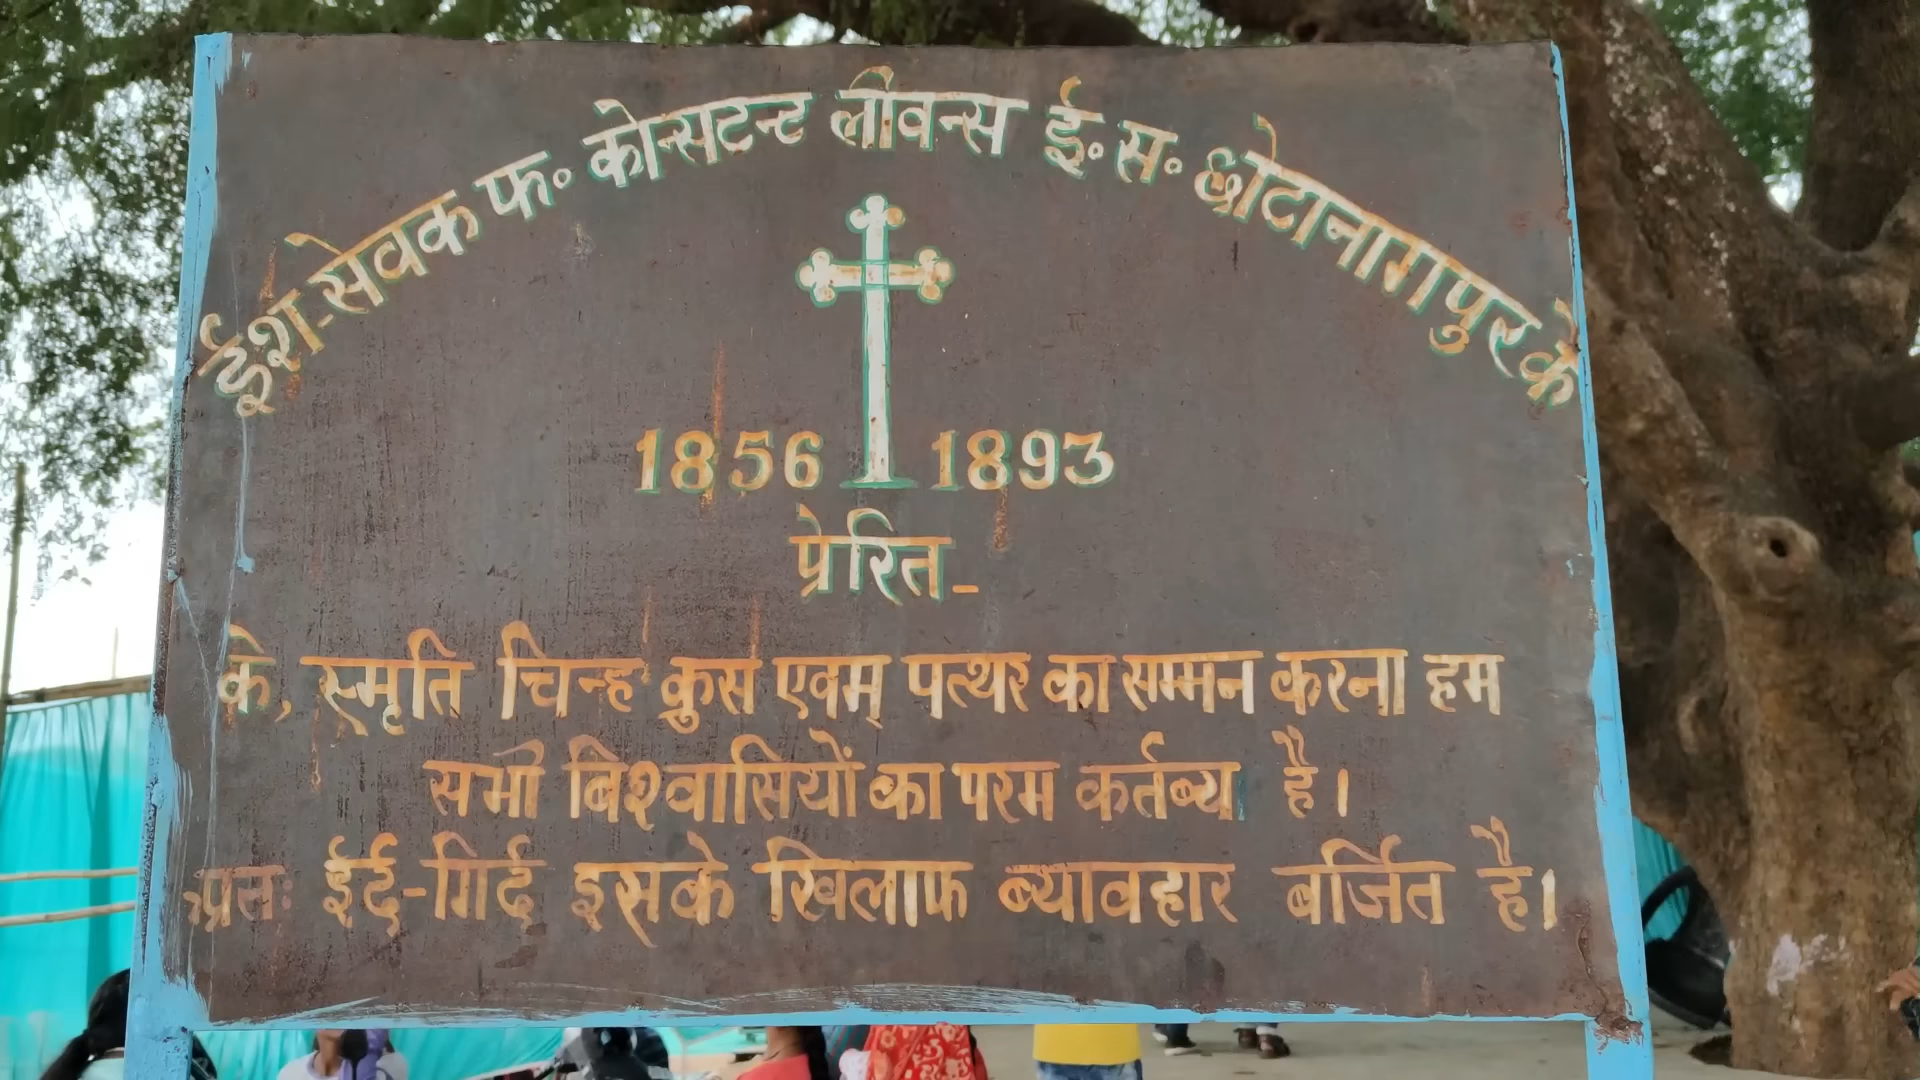 ईश-सेवक फ॰ कोन्सटन्ट लीवन्स ई॰ स॰ छोटानागपुर के
1856 1893
प्रेरित-
के, स्मृति चिन्ह क्रुस एवम् पत्थर का सम्मन करना हम
सभी बिश्वासियों का परम कर्तब्य है।
अतः ईर्द-गिर्द इसके खिलाफ ब्यावहार बर्जित है।